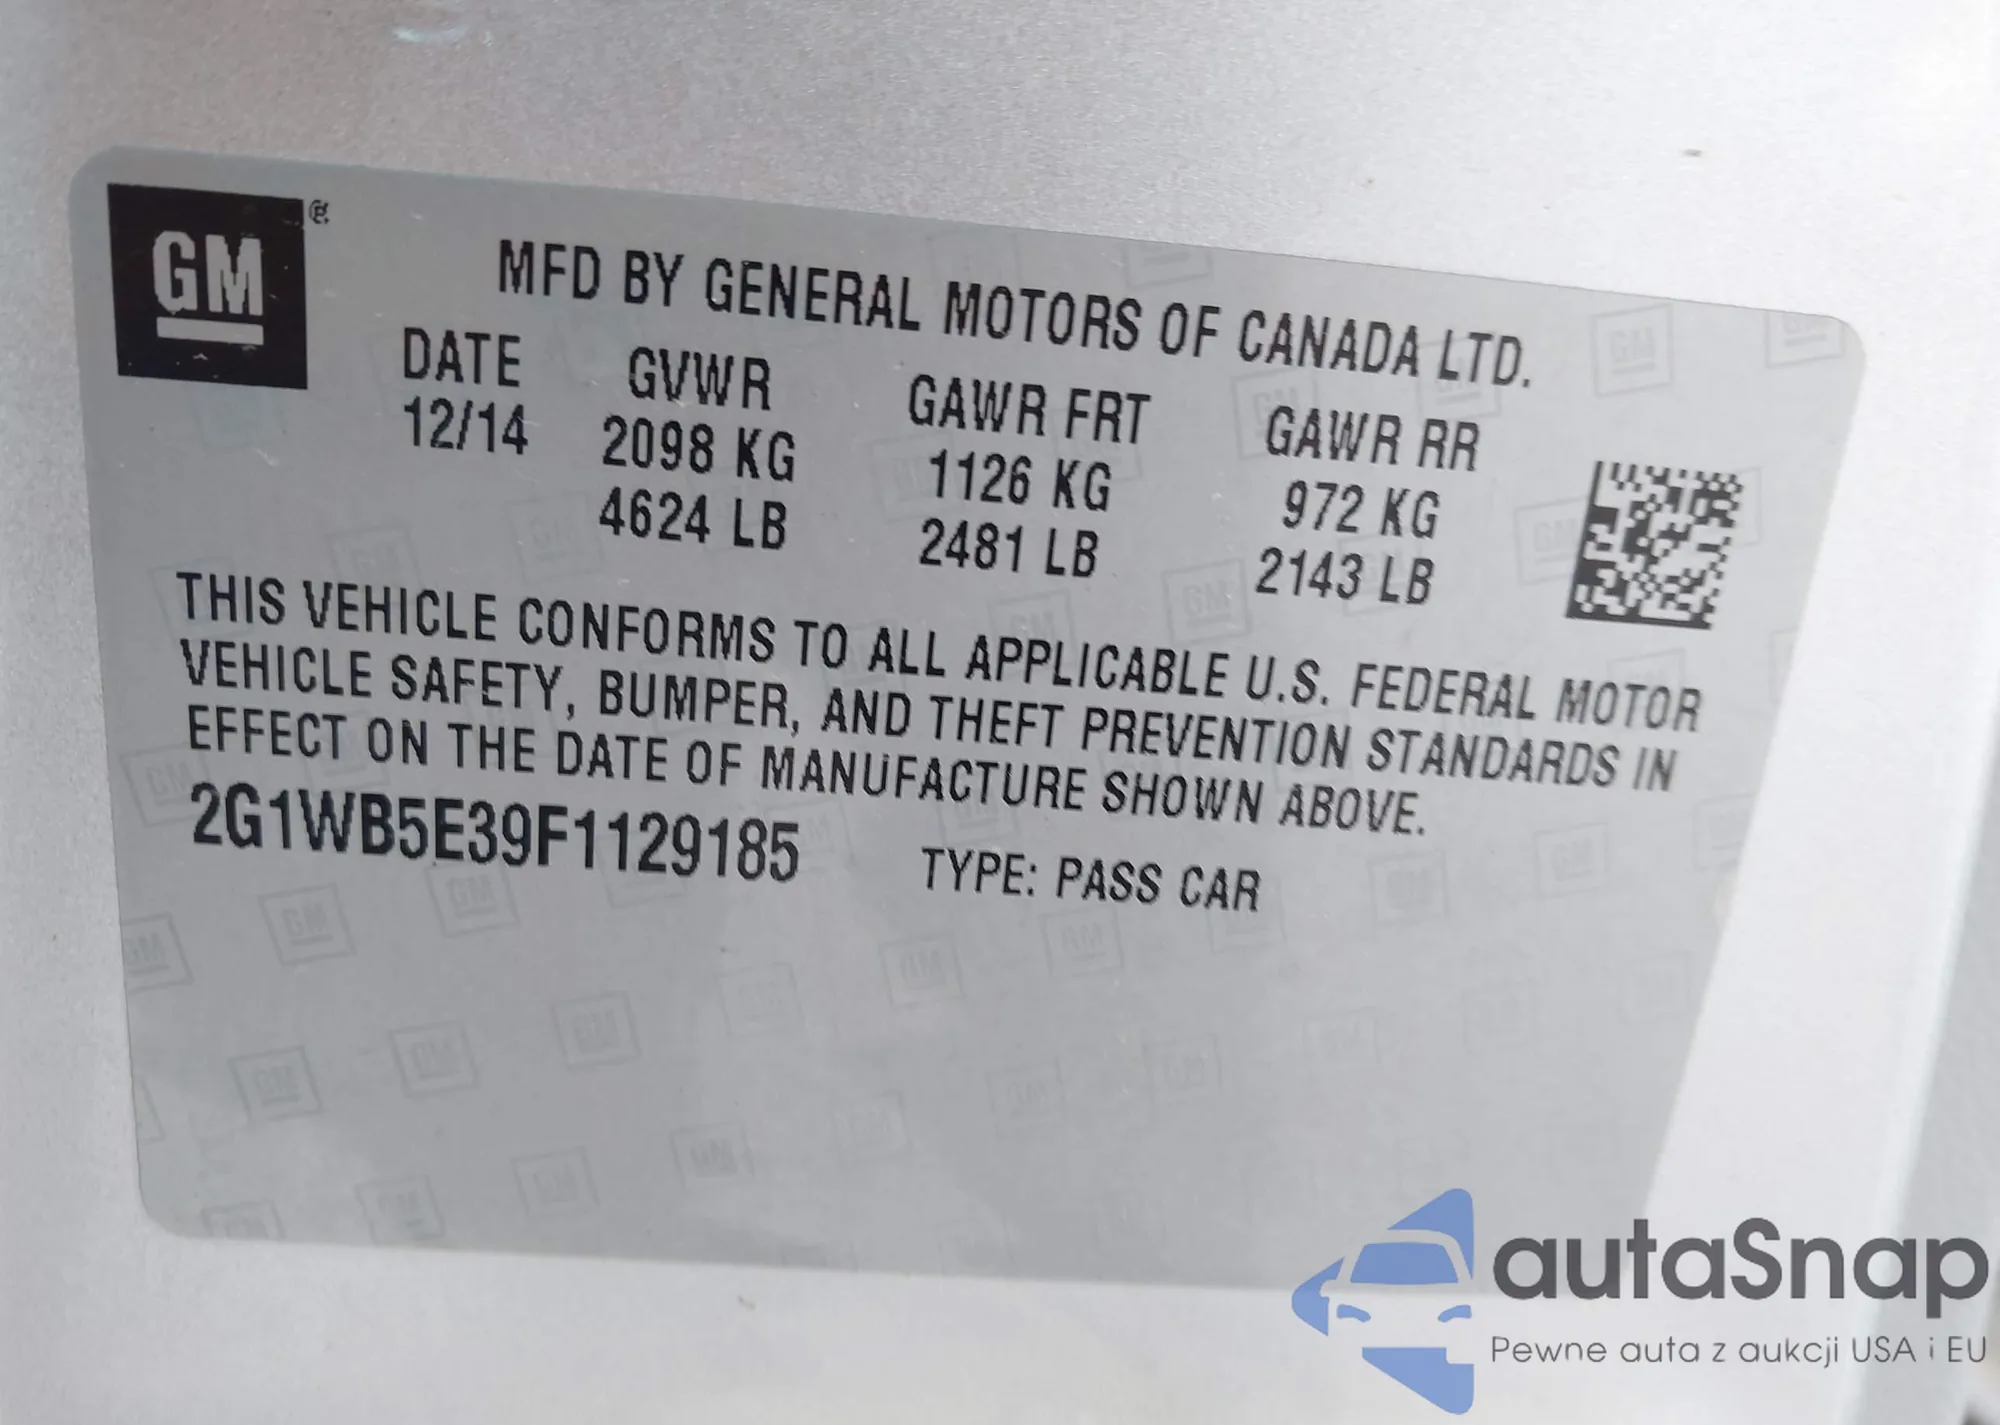 GM®
MFD BY GENERAL MOTORS OF CANADA LTD.
DATE GVWR GAWR FRT GAWR RR
12/14 2098 KG 1126 KG 972 KG
4624 LB 2481 LB 2143 LB
THIS VEHICLE CONFORMS TO ALL APPLICABLE U.S. FEDERAL MOTOR
VEHICLE SAFETY, BUMPER, AND THEFT PREVENTION STANDARDS IN
EFFECT ON THE DATE OF MANUFACTURE SHOWN ABOVE.
2G1WB5E39F1129185 TYPE: PASS CAR
autaSnap
Pewne auta z aukcji USA i EU